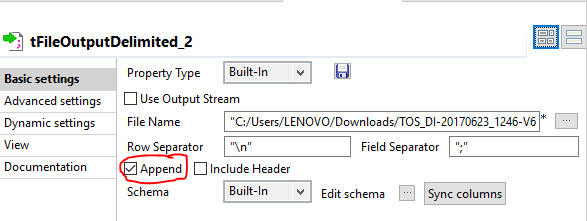 tFileOutputDelimited_2
Basic settings
Advanced settings
Dynamic settings
View
Documentation
Property Type Built-In
Use Output Stream
File Name "C:/Users/LENOVO/Downloads/TOS_DI-20170623_1246-V6 * ...
Row Separator "\n" Field Separator ";"
Append Include Header
Schema Built-In Edit schema ... Sync columns